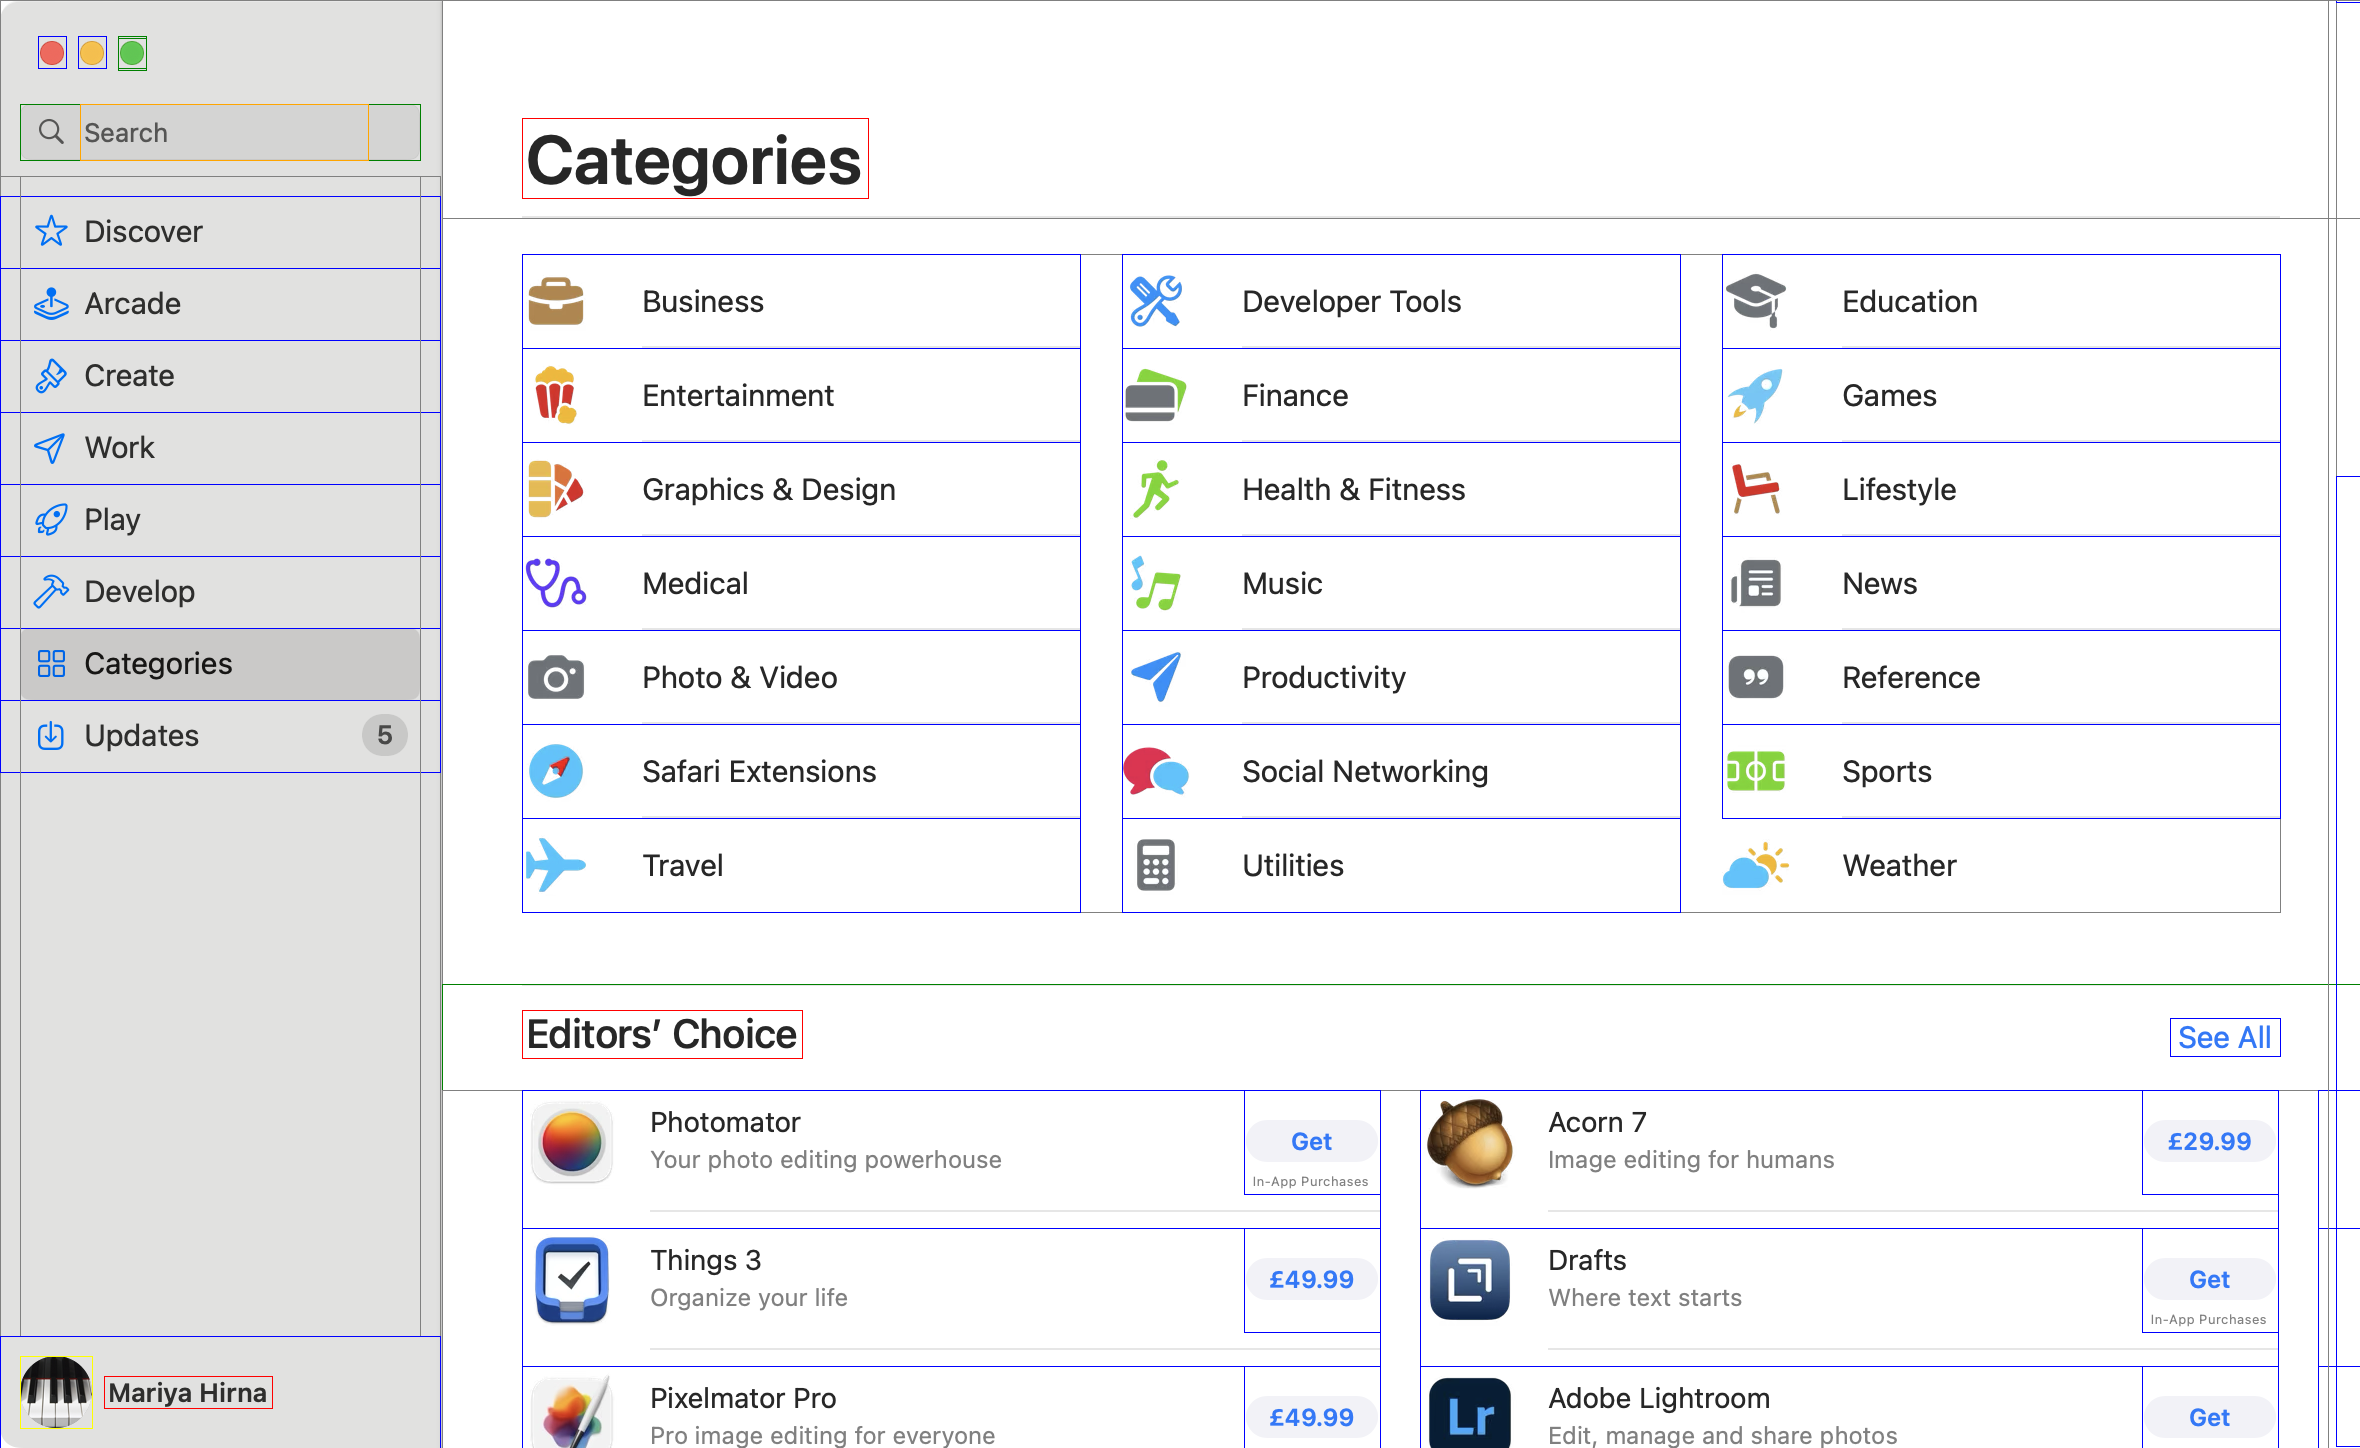 Search
Discover
Arcade
Create
Work
Play
Develop
Categories
Updates 5
Mariya Hirna
Categories
Business
Developer Tools
Education
Entertainment
Finance
Games
Graphics & Design
Health & Fitness
Lifestyle
Medical
Music
News
Photo & Video
Productivity
Reference
Safari Extensions
Social Networking
Sports
Travel
Utilities
Weather
Editors’ Choice
See All
Photomator
Your photo editing powerhouse
Get
In-App Purchases
Acorn 7
Image editing for humans
£29.99
Things 3
Organize your life
£49.99
Drafts
Where text starts
Get
In-App Purchases
Pixelmator Pro
Pro image editing for everyone
£49.99
Lr
Adobe Lightroom
Edit, manage and share photos
Get